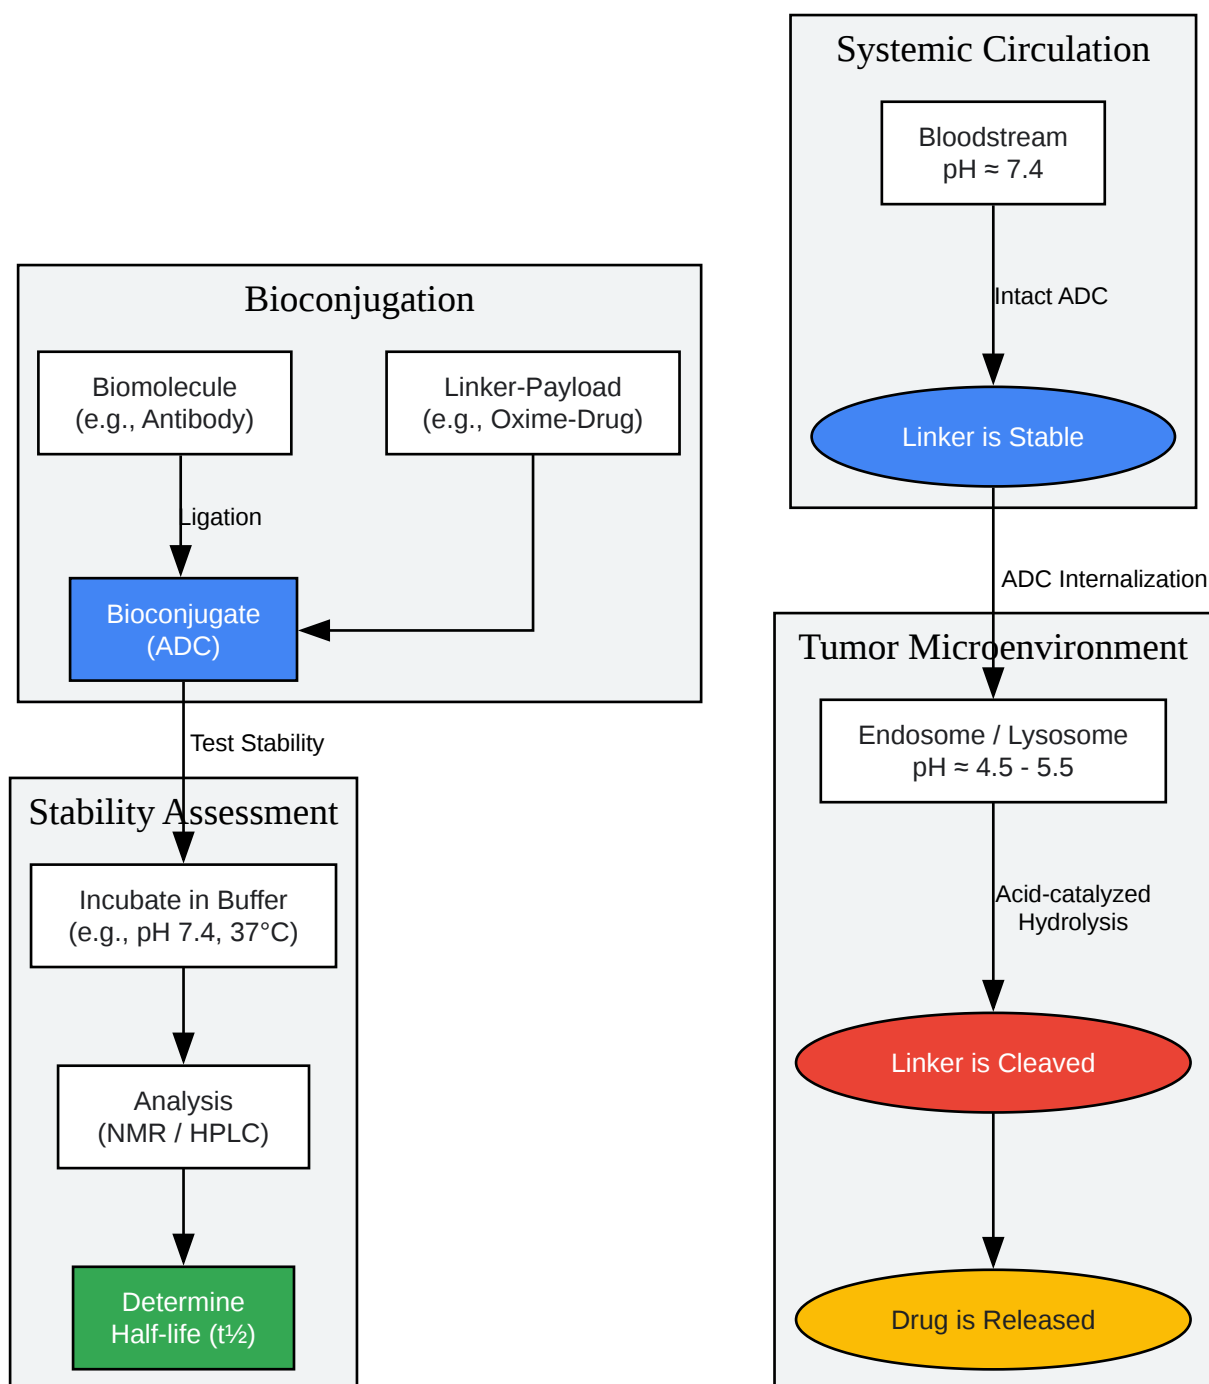 Bioconjugation
Biomolecule
(e.g., Antibody)
Linker-Payload
(e.g., Oxime-Drug)
Ligation
Bioconjugate
(ADC)
Test Stability
Stability Assessment
Incubate in Buffer
(e.g., pH 7.4, 37°C)
Analysis
(NMR / HPLC)
Determine
Half-life (t½)
Systemic Circulation
Bloodstream
pH ≈ 7.4
Intact ADC
Linker is Stable
ADC Internalization
Tumor Microenvironment
Endosome / Lysosome
pH ≈ 4.5 - 5.5
Acid-catalyzed
Hydrolysis
Linker is Cleaved
Drug is Released